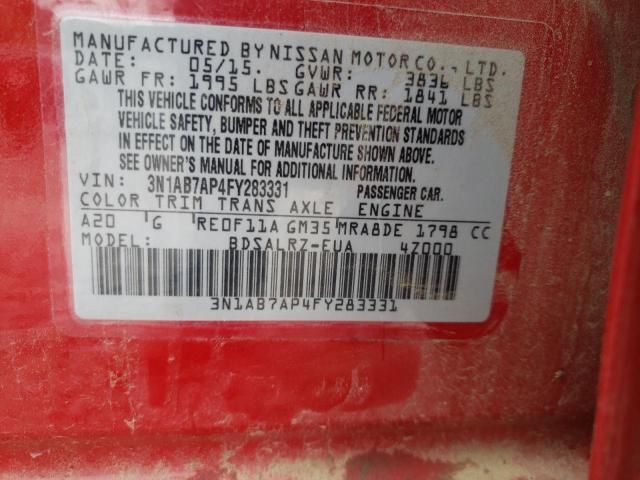 MANUFACTURED BY NISSAN MOTOR CO., LTD.
DATE: 05/15. GVWR: 3836 LBS
GAWR FR: 1995 LBS GAWR RR: 1841 LBS
THIS VEHICLE CONFORMS TO ALL APPLICABLE FEDERAL MOTOR
VEHICLE SAFETY, BUMPER AND THEFT PREVENTION STANDARDS
IN EFFECT ON THE DATE OF MANUFACTURE SHOWN ABOVE.
SEE OWNER'S MANUAL FOR ADDITIONAL INFORMATION.
VIN: 3N1AB7AP4FY283331 PASSENGER CAR.
COLOR TRIM TRANS AXLE ENGINE
A20 G RE0F11A GM35 MRA8DE 1798 CC
MODEL: BDSALRZ-EUA 4Z000
3N1AB7AP4FY283331